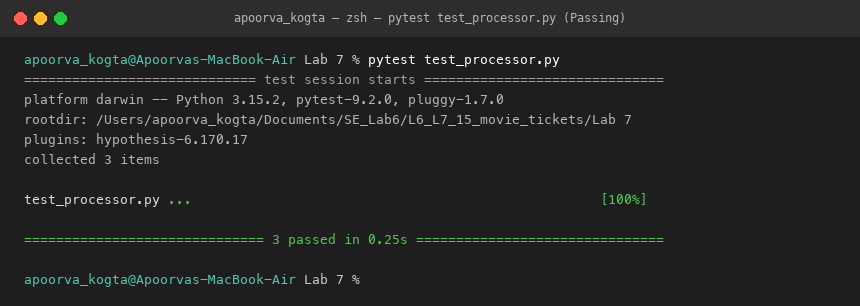 apoorva_kogta — zsh — pytest test_processor.py (Passing)
apoorva_kogta@Apoorvas-MacBook-Air Lab 7 % pytest test_processor.py
============================= test session starts ==============================
platform darwin -- Python 3.15.2, pytest-9.2.0, pluggy-1.7.0
rootdir: /Users/apoorva_kogta/Documents/SE_Lab6/L6_L7_15_movie_tickets/Lab 7
plugins: hypothesis-6.170.17
collected 3 items
test_processor.py ... [100%]
============================== 3 passed in 0.25s ===============================
apoorva_kogta@Apoorvas-MacBook-Air Lab 7 %